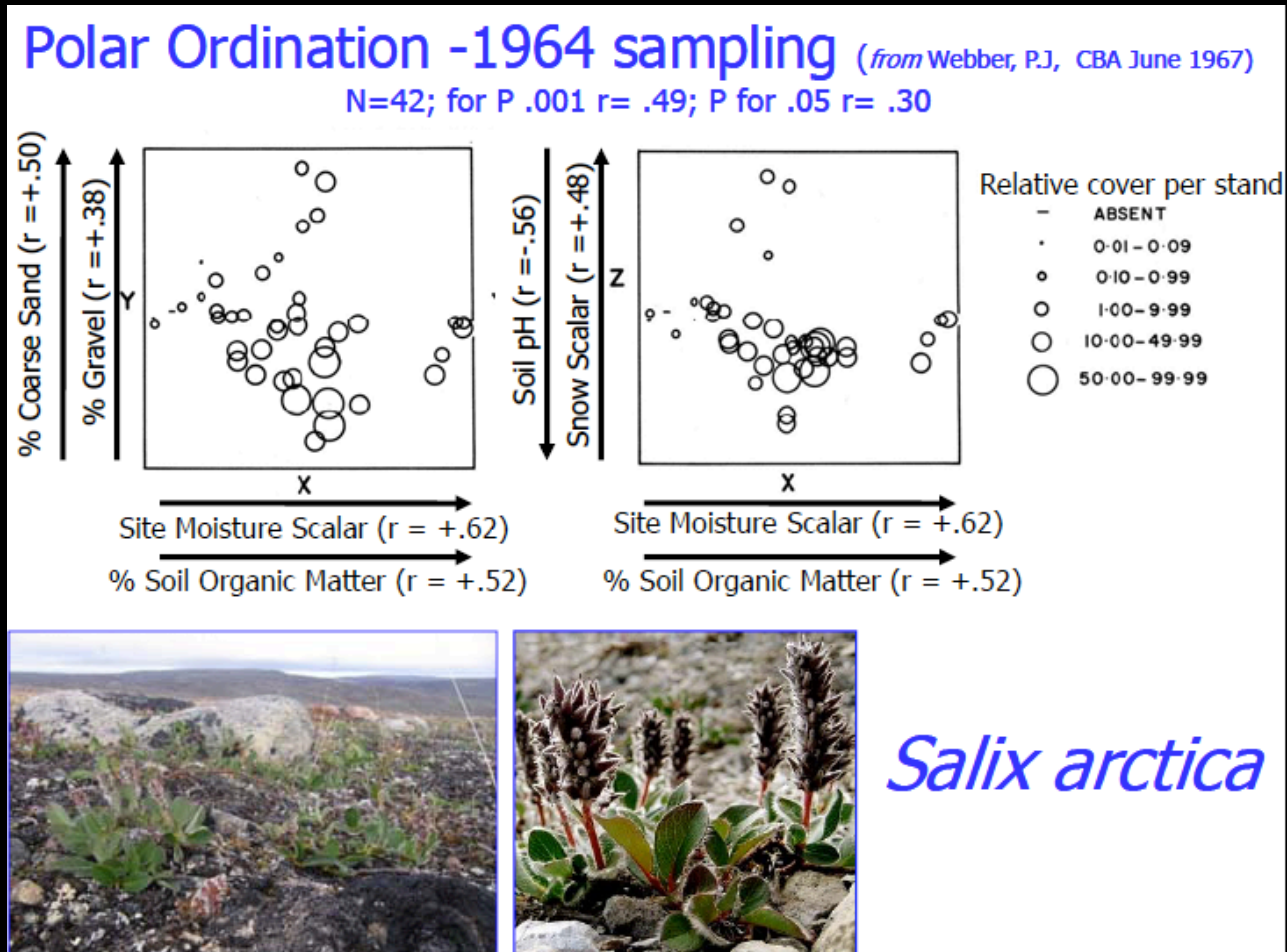 Polar Ordination -1964 sampling (from Webber, P.J, CBA June 1967)
N=42; for P .001 r= .49; P for .05 r= .30
% Coarse Sand (r =+.50)
% Gravel (r =+.38)
Y
X
Site Moisture Scalar (r = +.62)
% Soil Organic Matter (r = +.52)
Soil pH (r =-.56)
Snow Scalar (r =+.48)
Z
X
Site Moisture Scalar (r = +.62)
% Soil Organic Matter (r = +.52)
Relative cover per stand
– ABSENT
0·01–0·09
0·10–0·99
1·00–9·99
10·00–49·99
50·00–99·99
Salix arctica